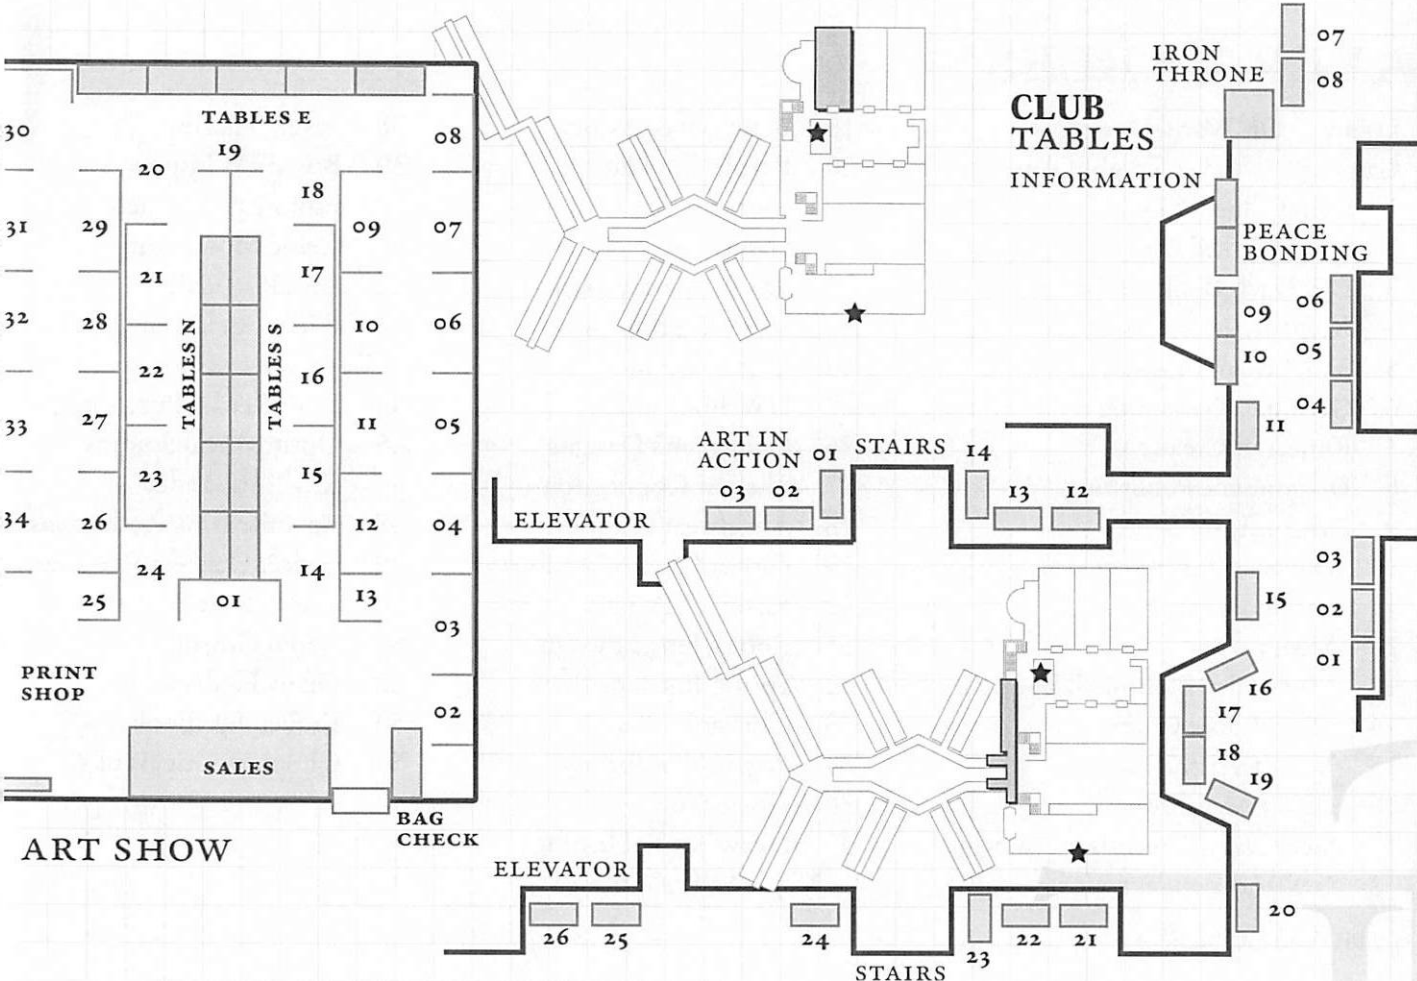 TABLES E
19
20
18
30
08
31
29
09
07
21
17
32
28
TABLES N
TABLES S
10
06
22
16
33
27
11
05
23
15
34
26
12
04
24
14
25
01
13
03
PRINT
SHOP
02
SALES
BAG
CHECK
ART SHOW
CLUB
TABLES
INFORMATION
IRON
THRONE
07
08
PEACE
BONDING
06
09
05
10
04
11
ART IN
ACTION
01
STAIRS
14
03
02
13
12
ELEVATOR
03
15
02
01
16
17
18
19
ELEVATOR
26
25
24
23
22
21
20
STAIRS